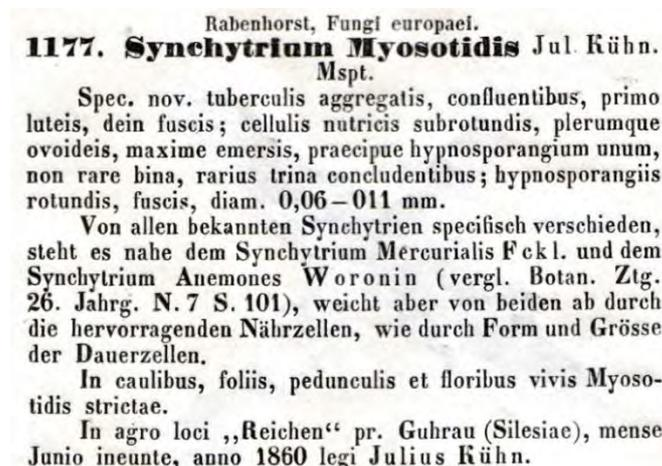 Rabenhorst, Fungi europaei.
1177. Synchytrium Myosotidis Jul. Kühn.
Mspt.
Spec. nov. tuberculis aggregatis, confluentibus, primo
luteis, dein fuscis; cellulis nutricis subrotundis, plerumque
ovoideis, maxime emersis, praecipue hypnosporangium unum,
non rare bina, rarius trina concludentibus; hypnosporangiis
rotundis, fuscis, diam. 0,06–011 mm.
Von allen bekannten Synchytrien specifisch verschieden,
steht es nahe dem Synchytrium Mercurialis Fckl. und dem
Synchytrium Anemones Woronin (vergl. Botan. Ztg.
26. Jahrg. N. 7 S. 101), weicht aber von beiden ab durch
die hervorragenden Nährzellen, wie durch Form und Grösse
der Dauerzellen.
In caulibus, foliis, pedunculis et floribus vivis Myoso-
tidis strictae.
In agro loci „Reichen“ pr. Guhrau (Silesiae), mense
Junio ineunte, anno 1860 legi Julius Kühn.